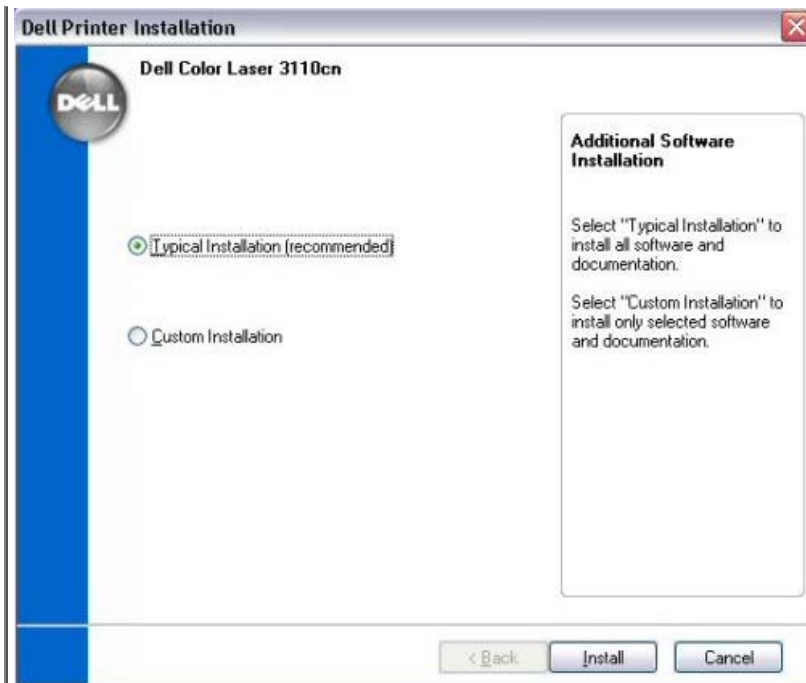 Dell Printer Installation
Dell Color Laser 3110cn
DELL
Additional Software
Installation
Typical Installation (recommended)
Select "Typical Installation" to
install all software and
documentation.
Custom Installation
Select "Custom Installation" to
install only selected software
and documentation.
< Back
Install
Cancel